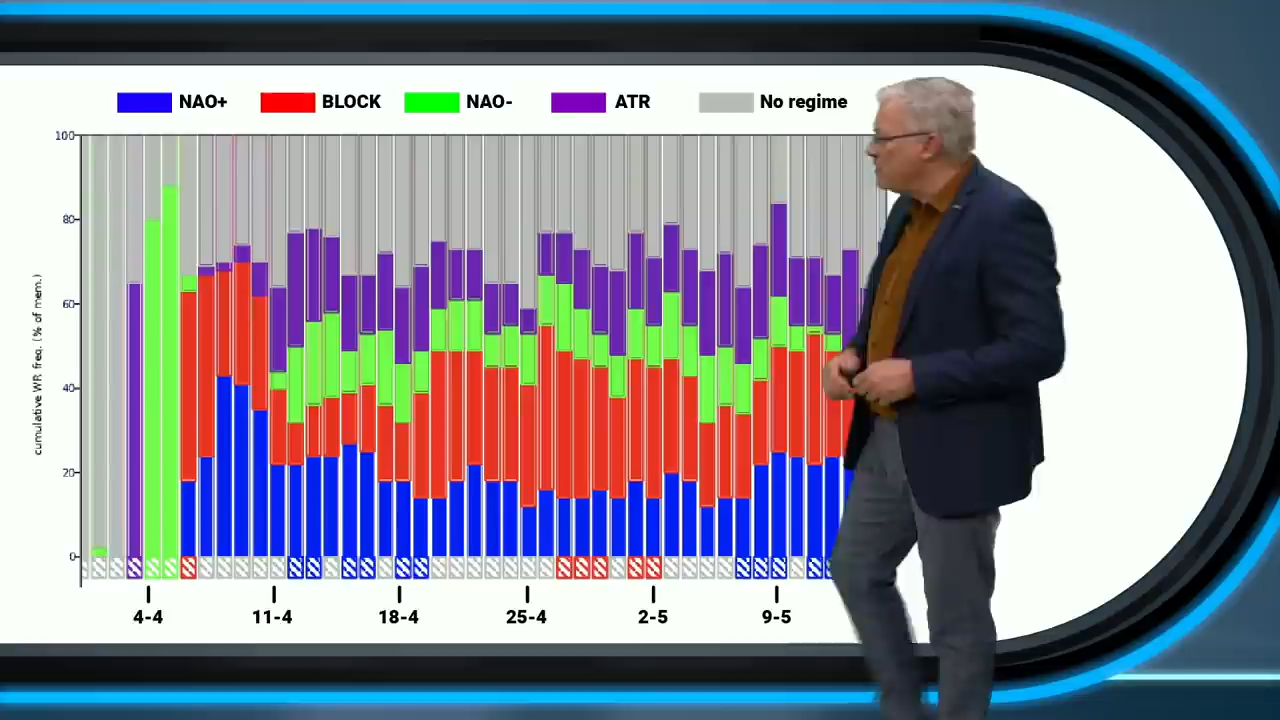 NAO+ BLOCK NAO- ATR No regime
100
80
60
40
20
0
cumulative WR freq. (% of mem.)
4-4 11-4 18-4 25-4 2-5 9-5